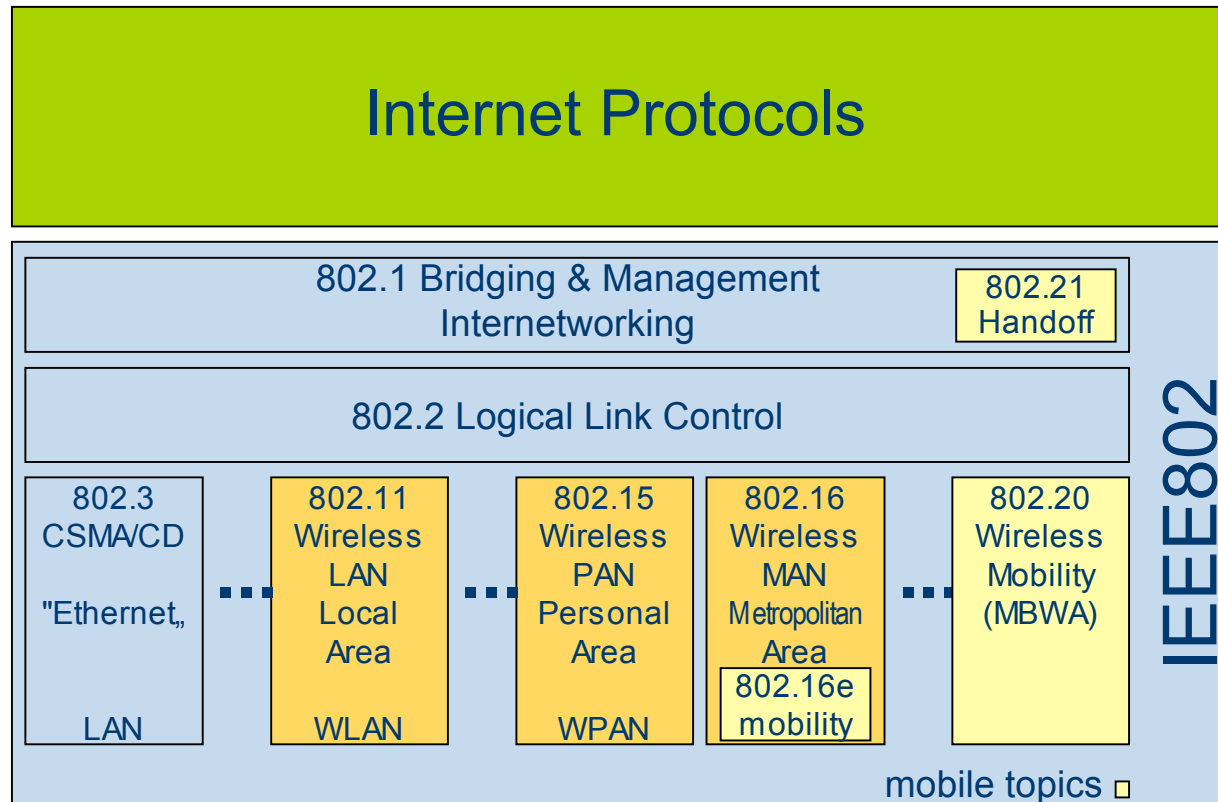 Internet Protocols
802.1 Bridging & Management
Internetworking
802.21
Handoff
802.2 Logical Link Control
802.3
CSMA/CD
"Ethernet„
LAN
802.11
Wireless
LAN
Local
Area
WLAN
802.15
Wireless
PAN
Personal
Area
WPAN
802.16
Wireless
MAN
Metropolitan
Area
802.16e
mobility
802.20
Wireless
Mobility
(MBWA)
IEEE802
mobile topics